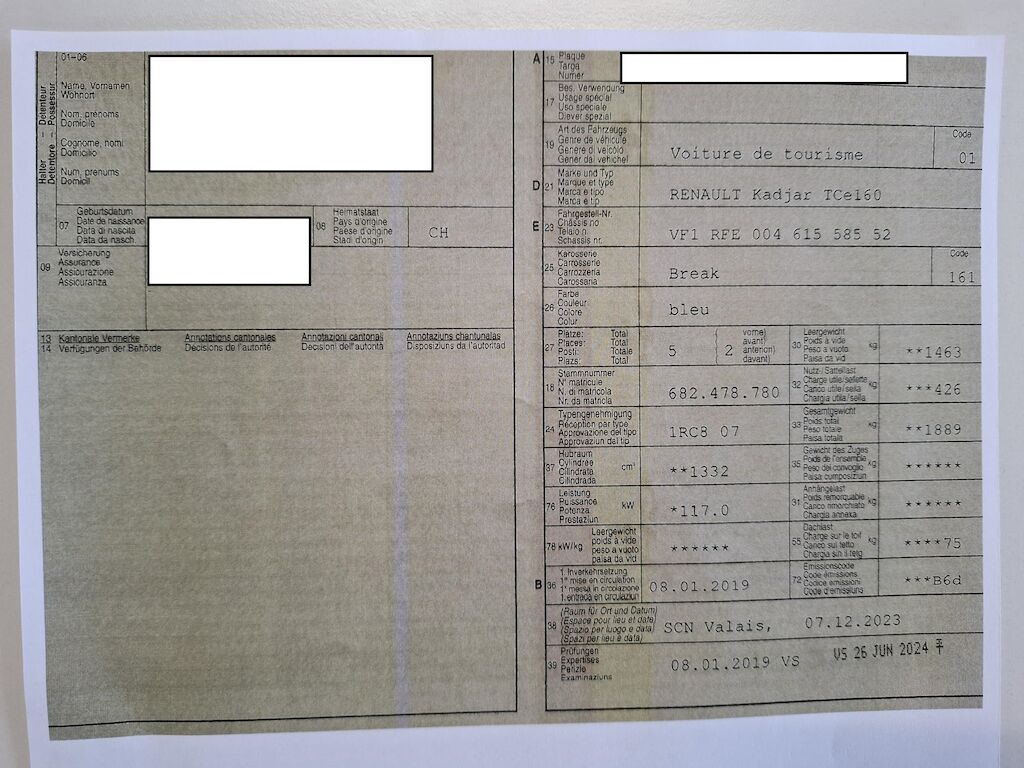 Halter – Détenteur
Detentore – Possessur
01-06
Name, Vornamen
Wohnort
Nom, prénoms
Domicile
Cognome, nomi
Domicilio
Num, prenums
Domicil
07
Geburtsdatum
Date de naissance
Data di nascita
Data da nasch.
08
Heimatstaat
Pays d'origine
Paese d'origine
Stadi d'origin
CH
09
Versicherung
Assurance
Assicurazione
Assicuranza
13 Kantonale Vermerke Annotations cantonales Annotazioni cantonali Annotaziuns chantunalas
14 Verfügungen der Behörde Décisions de l'autorité Decisioni dell'autorità Disposiziuns da l'autoritad
A 15 Plaque
Targa
Numer
17
Bes. Verwendung
Usage spécial
Uso speciale
Diever spezial
19
Art des Fahrzeugs
Genre de véhicule
Genere di veicolo
Gener dal vehichel
Voiture de tourisme
Code
01
D 21
Marke und Typ
Marque et type
Marca e tipo
Marca e tip
RENAULT Kadjar TCe160
E 23
Fahrgestell-Nr.
Châssis no
Telaio n.
Schassis nr.
VF1 RFE 004 615 585 52
25
Karosserie
Carrosserie
Carrozzeria
Carossaria
Break
Code
161
26
Farbe
Couleur
Colore
Colur
bleu
27
Plätze: Total
Places: Total
Posti: Totale
Plazs: Total
5
( 2
vorne)
avant)
anteriori)
davant)
30
Leergewicht
Poids à vide
Peso a vuoto
Paisa da vid
kg
**1463
18
Stammnummer
N° matricule
N. di matricola
Nr. da matricla
682.478.780
32
Nutz-/Sattellast
Charge utile/sellette
Carico utile/sella
Chargia utila/sella
kg
***426
24
Typengenehmigung
Réception par type
Approvazione del tipo
Approvaziun dal tip
1RC8 07
33
Gesamtgewicht
Poids total
Peso totale
Paisa totala
kg
**1889
37
Hubraum
Cylindrée
Cilindrata
Cilindrada
cm³
**1332
35
Gewicht des Zuges
Poids de l'ensemble
Peso del convoglio
Paisa cumposiziun
kg
******
76
Leistung
Puissance
Potenza
Prestaziun
kW
*117.0
31
Anhängelast
Poids remorquable
Carico rimorchiato
Chargia annexa
kg
******
78 kW/kg
Leergewicht
poids à vide
peso a vuoto
paisa da vid
******
55
Dachlast
Charge sur le toit
Carico sul tetto
Chargia sin il tetg
kg
****75
B 36
1. Inverkehrsetzung
1re mise en circulation
1a messa in circolazione
1. entrada en circulaziun
08.01.2019
72
Emissionscode
Code émissions
Codice emissioni
Code d'emissiuns
***B6d
38
(Raum für Ort und Datum)
(Espace pour lieu et date)
(Spazio per luogo e data)
(Spazi per lieu e data)
SCN Valais, 07.12.2023
39
Prüfungen
Expertises
Perizie
Examinaziuns
08.01.2019 VS
VS 26 JUN 2024